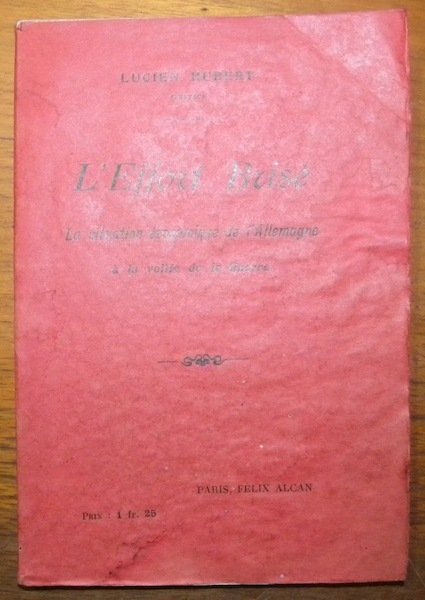 LUCIEN HUBERT
L'Effort Brisé
La situation économique de l'Allemagne
à la veille de la Guerre
PARIS, FELIX ALCAN
PRIX : 1 fr. 25